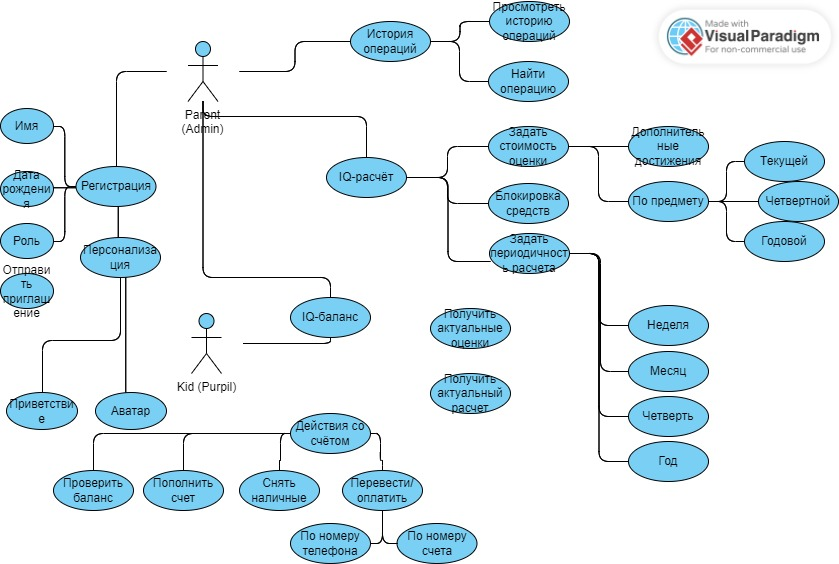 Made with
VisualParadigm
For non-commercial use
Просмотреть
историю
операций
История
операций
Найти
операцию
Parent
(Admin)
Имя
Дата
рождени
я
Регистрация
Роль
Персонализа
ция
Отправи
ть
приглаш
ение
Приветстви
е
Аватар
IQ-расчёт
Задать
стоимость
оценки
Дополнитель
ные
достижения
По предмету
Текущей
Четвертной
Годовой
Блокировка
средств
Задать
периодичност
ь расчета
IQ-баланс
Kid (Purpil)
Получить
актуальные
оценки
Получить
актуальный
расчет
Неделя
Месяц
Четверть
Год
Действия со
счётом
Проверить
баланс
Пополнить
счет
Снять
наличные
Перевести/
оплатить
По номеру
телефона
По номеру
счета